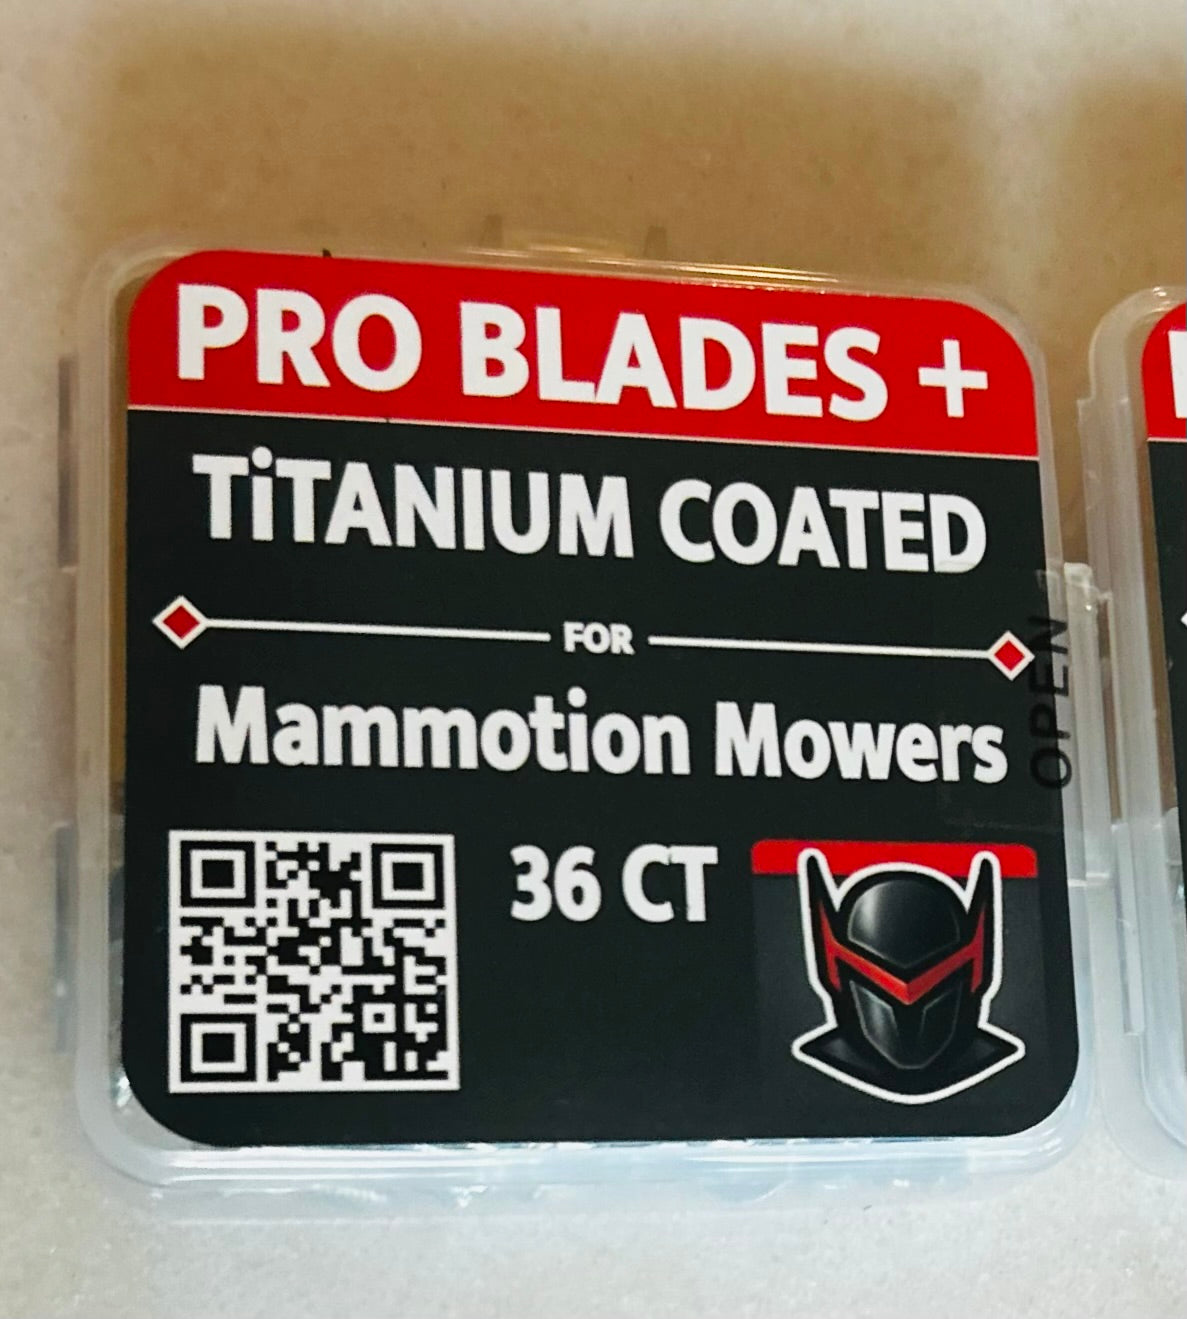 PRO BLADES +
TiTANIUM COATED
FOR
Mammotion Mowers
36 CT
OPEN